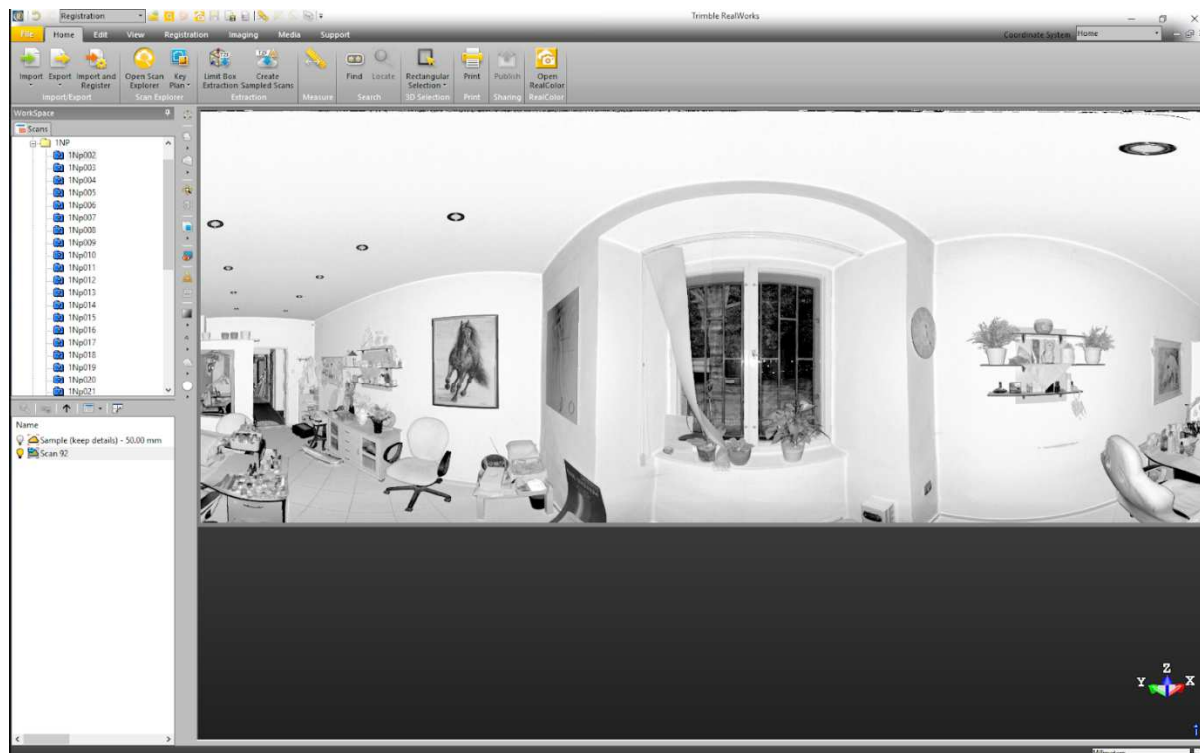 Registration
Trimble RealWorks
File Home Edit View Registration Imaging Media Support
Coordinate System Home
Import Export Import and Register Open Scan Explorer Key Plan Limit Box Extraction Create Sampled Scans Find Locate Rectangular Selection Print Publish Open RealColor
Import/Export Scan Explorer Extraction Measure Search 3D Selection Print Sharing RealColor
WorkSpace
Scans
1NP
1Np002
1Np003
1Np004
1Np005
1Np006
1Np007
1Np008
1Np009
1Np010
1Np011
1Np012
1Np013
1Np014
1Np015
1Np016
1Np017
1Np018
1Np019
1Np020
1Np021
Name
Sample (keep details) - 50.00 mm
Scan 92
Z
Y X